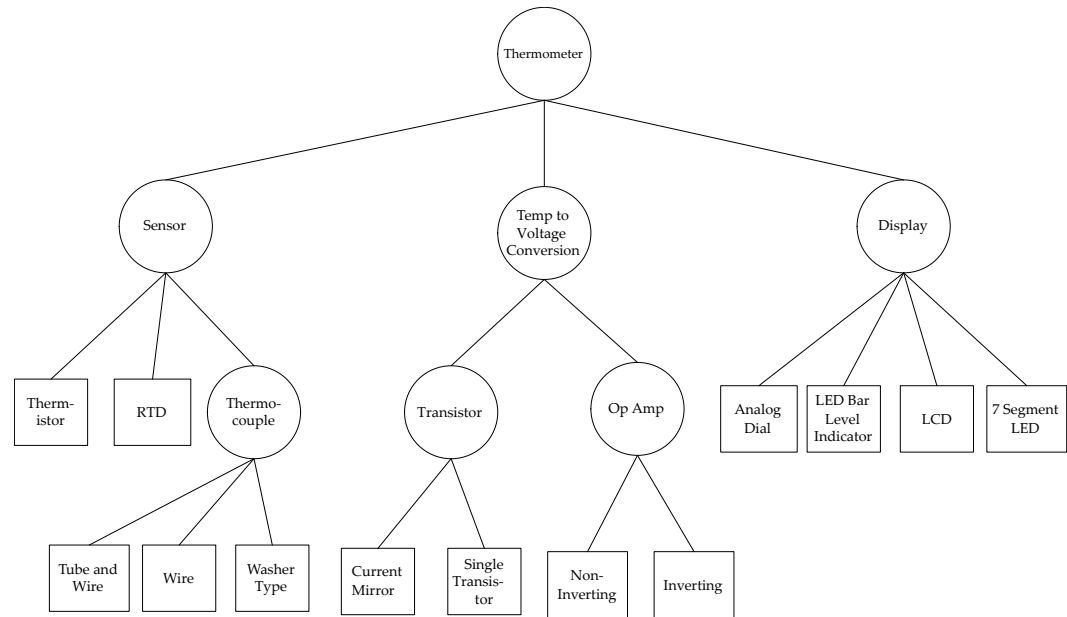 Thermometer
Sensor
Temp to
Voltage
Conversion
Display
Therm-
istor
RTD
Thermo-
couple
Transistor
Op Amp
Analog
Dial
LED Bar
Level
Indicator
LCD
7 Segment
LED
Tube and
Wire
Wire
Washer
Type
Current
Mirror
Single
Transis-
tor
Non-
Inverting
Inverting